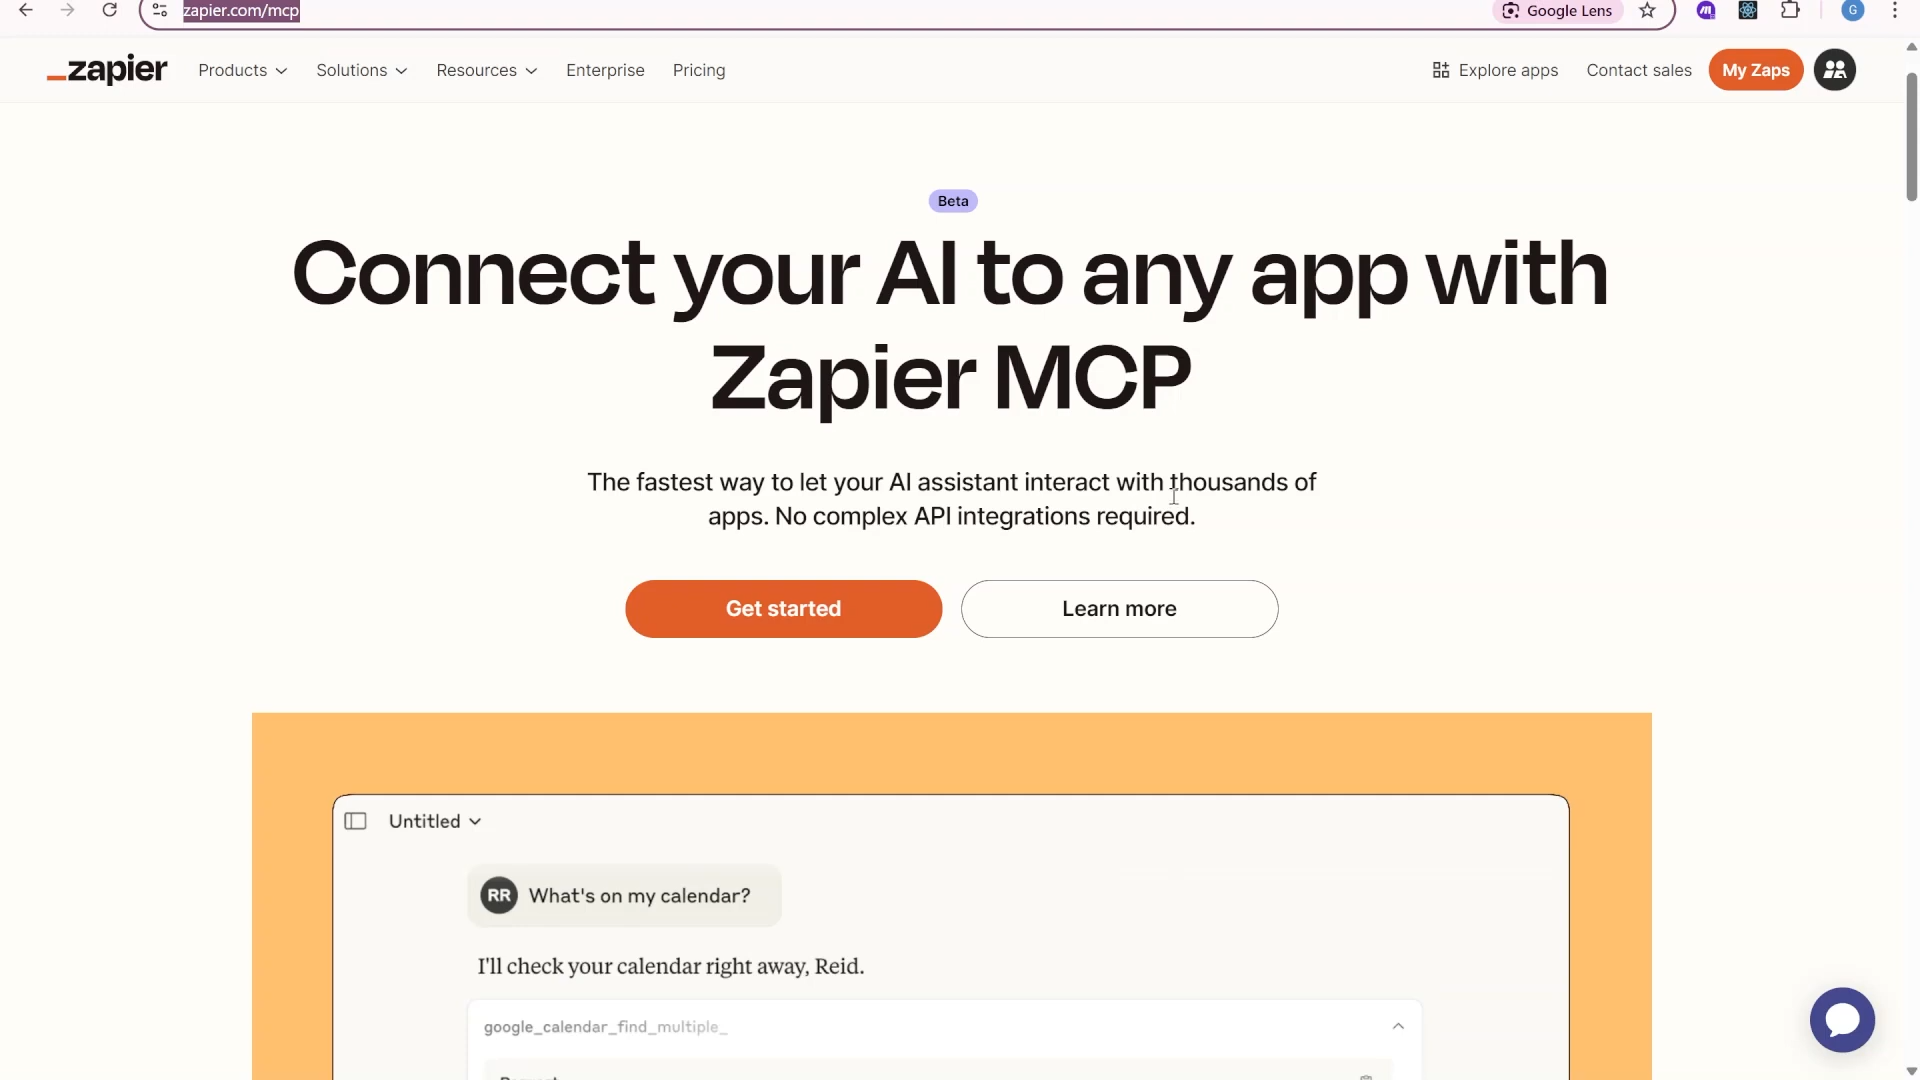 zapier.com/mcp
Google Lens
G
zapier
Products
Solutions
Resources
Enterprise
Pricing
Explore apps
Contact sales
My Zaps
Beta
Connect your AI to any app with
Zapier MCP
The fastest way to let your AI assistant interact with thousands of
apps. No complex API integrations required.
Get started
Learn more
Untitled
RR What's on my calendar?
I'll check your calendar right away, Reid.
google_calendar_find_multiple_